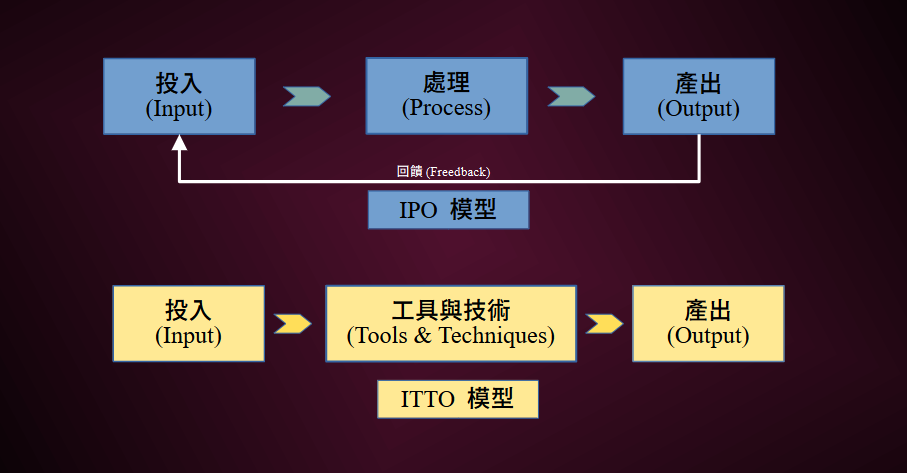 投入
(Input)
處理
(Process)
產出
(Output)
回饋 (Freedback)
IPO 模型
投入
(Input)
工具與技術
(Tools & Techniques)
產出
(Output)
ITTO 模型